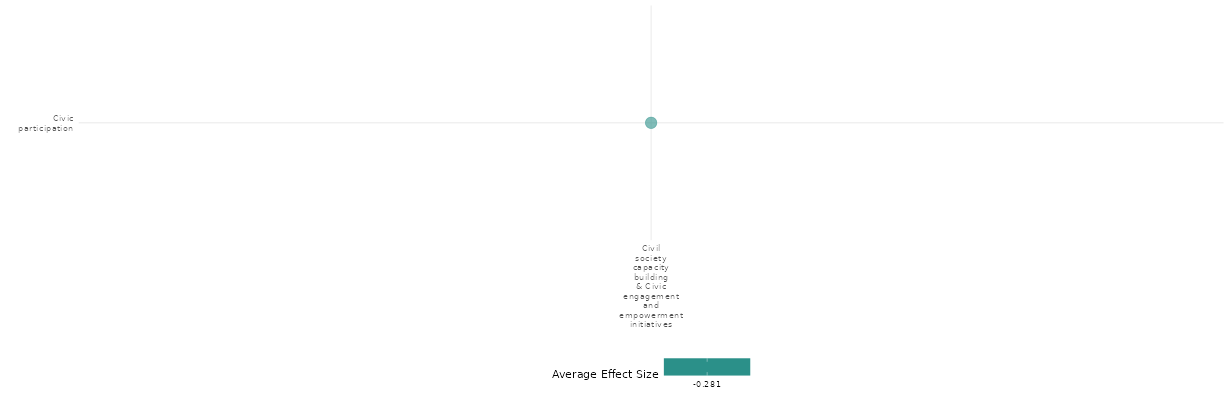 Civic
participation
Civil
society
capacity
building
& Civic
engagement
and
empowerment
initiatives
Average Effect Size
-0.281